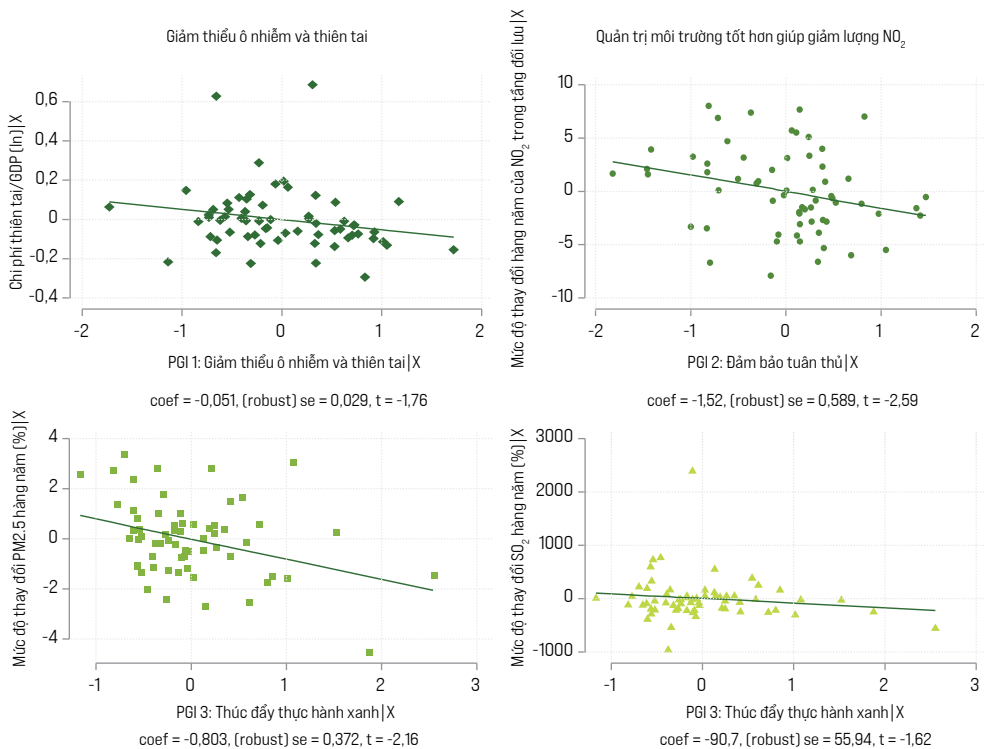 Giảm thiểu ô nhiễm và thiên tai
Chi phí thiên tai/GDP (ln)|X
0,6
0,4
0,2
0
-0,2
-0,4
-2
-1
0
1
2
PGI 1: Giảm thiểu ô nhiễm và thiên tai|X
coef = -0,051, (robust) se = 0,029, t = -1,76
Quản trị môi trường tốt hơn giúp giảm lượng NO₂
Mức độ thay đổi hàng năm của NO₂ trong tầng đối lưu|X
10
5
0
-5
-10
-2
-1
0
1
2
PGI 2: Đảm bảo tuân thủ|X
coef = -1,52, (robust) se = 0,589, t = -2,59
Mức độ thay đổi PM2.5 hàng năm (%)|X
4
2
0
-2
-4
-1
0
1
2
3
PGI 3: Thúc đẩy thực hành xanh|X
coef = -0,803, (robust) se = 0,372, t = -2,16
Mức độ thay đổi SO₂ hàng năm (%)|X
3000
2000
1000
0
-1000
-1
0
1
2
3
PGI 3: Thúc đẩy thực hành xanh|X
coef = -90,7, (robust) se = 55,94, t = -1,62